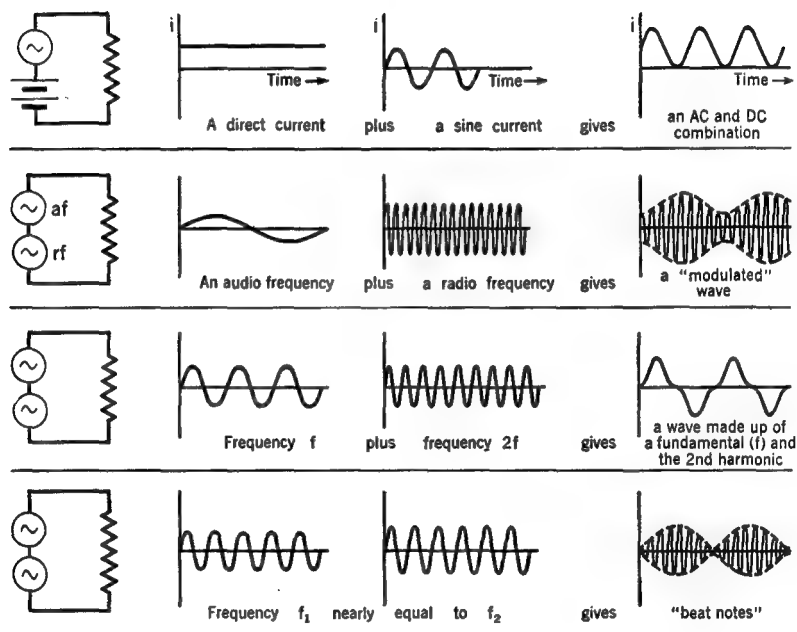 i
i
i
Time
Time
Time
A direct current plus a sine current gives an AC and DC
combination
af
rf
An audio frequency plus a radio frequency gives a "modulated"
wave
Frequency f plus frequency 2f gives a wave made up of
a fundamental (f) and
the 2nd harmonic
Frequency f₁ nearly equal to f₂ gives "beat notes"